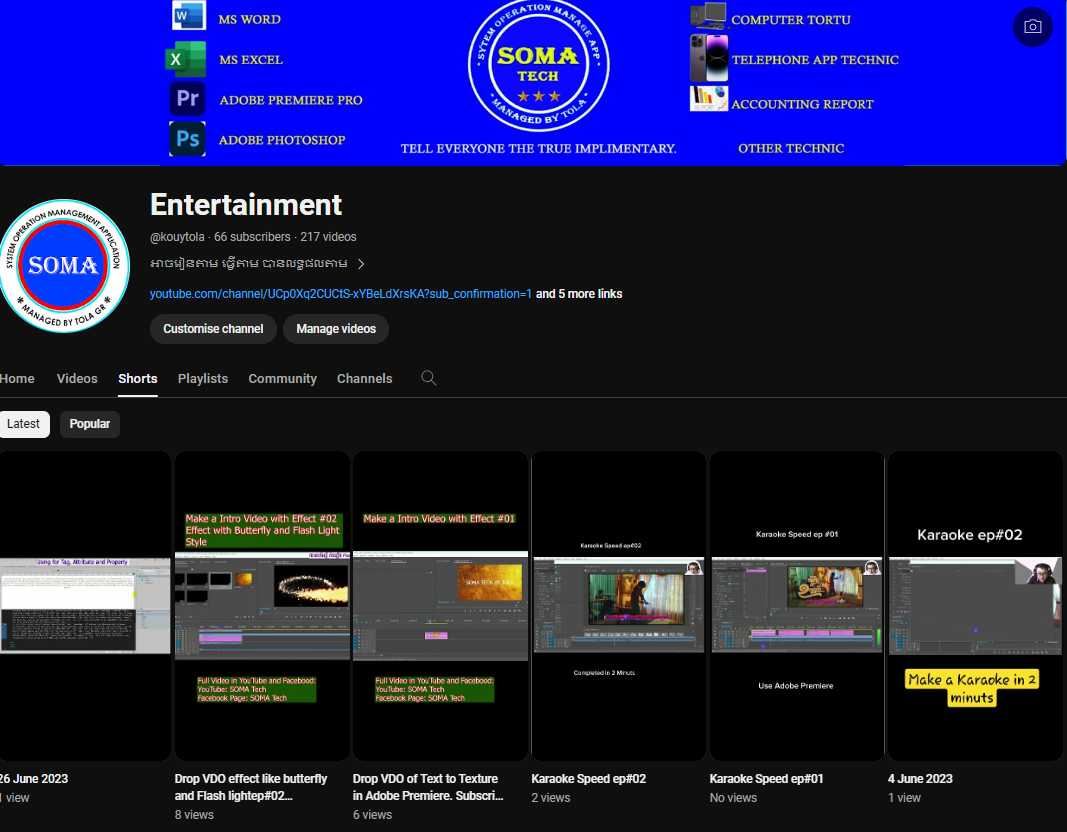 MS WORD
MS EXCEL
Pr ADOBE PREMIERE PRO
Ps ADOBE PHOTOSHOP
· SYTEM OPERATION MANAGE APP ·
SOMA
TECH
MANAGED BY TOLA
TELL EVERYONE THE TRUE IMPLIMENTARY.
COMPUTER TORTU
TELEPHONE APP TECHNIC
ACCOUNTING REPORT
OTHER TECHNIC
SYSTEM OPERATION MANAGEMENT APPLICATION
SOMA
* MANAGED BY TOLA GR *
Entertainment
@kouytola · 66 subscribers · 217 videos
អាចរៀនតាម ធ្វើតាម បានលទ្ធផលតាម
youtube.com/channel/UCp0Xq2CUCtS-xYBeLdXrsKA?sub_confirmation=1 and 5 more links
Customise channel Manage videos
Home Videos Shorts Playlists Community Channels
Latest Popular
Using for Tag, Attribute and Property
Make a Intro Video with Effect #02
Effect with Butterfly and Flash Light
Style
Full Video in YouTube and Facebood:
YouTube: SOMA Tech
Facebook Page: SOMA Tech
Make a Intro Video with Effect #01
SOMA TECH BY TOLA
Full Video in YouTube and Facebood:
YouTube: SOMA Tech
Facebook Page: SOMA Tech
Karaoke Speed ep#02
Completed in 2 Minuts
Karaoke Speed ep #01
Use Adobe Premiere
Karaoke ep#02
Make a Karaoke in 2
minuts
26 June 2023
1 view
Drop VDO effect like butterfly
and Flash lightep#02...
8 views
Drop VDO of Text to Texture
in Adobe Premiere. Subscri...
6 views
Karaoke Speed ep#02
2 views
Karaoke Speed ep#01
No views
4 June 2023
1 view